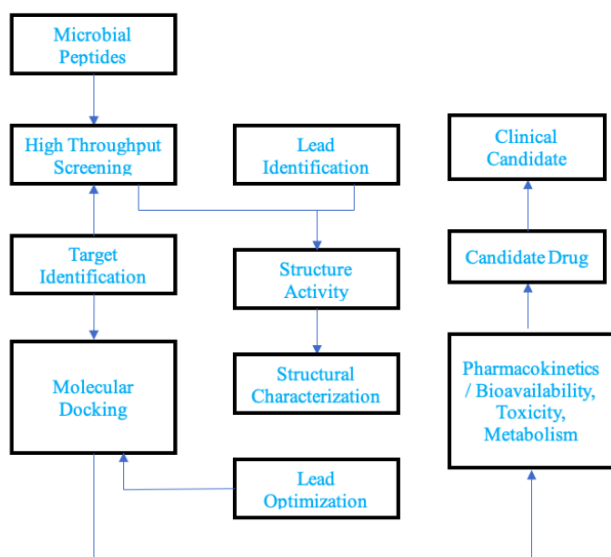 Microbial
Peptides
High Throughput
Screening
Target
Identification
Molecular
Docking
Lead
Identification
Structure
Activity
Structural
Characterization
Lead
Optimization
Clinical
Candidate
Candidate Drug
Pharmacokinetics
/ Bioavailability,
Toxicity,
Metabolism